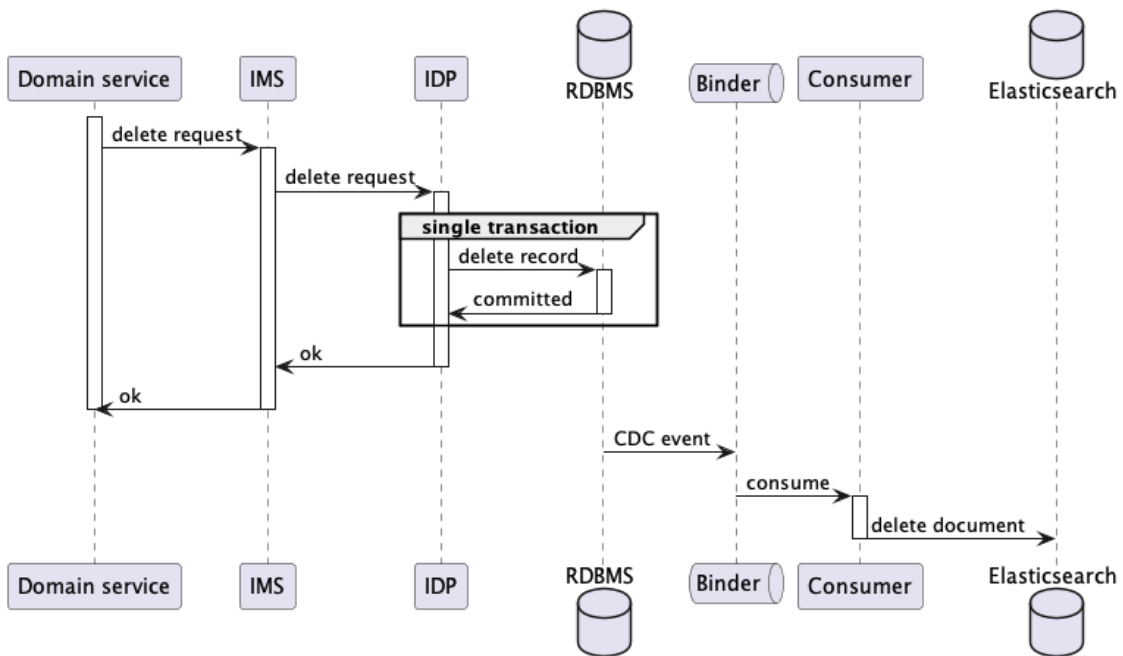 Domain service
IMS
IDP
RDBMS
Binder
Consumer
Elasticsearch
delete request
delete request
single transaction
delete record
committed
ok
ok
CDC event
consume
delete document
Domain service
IMS
IDP
RDBMS
Binder
Consumer
Elasticsearch